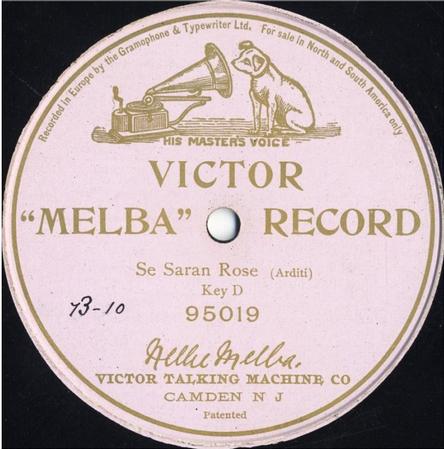 Recorded in Europe by the Gramophone & Typewriter Ltd. For sale in North and South America only
HIS MASTER'S VOICE
VICTOR
"MELBA" RECORD
Se Saran Rose (Arditi)
Key D
95019
73-10
Nellie Melba.
VICTOR TALKING MACHINE CO
CAMDEN N J
Patented